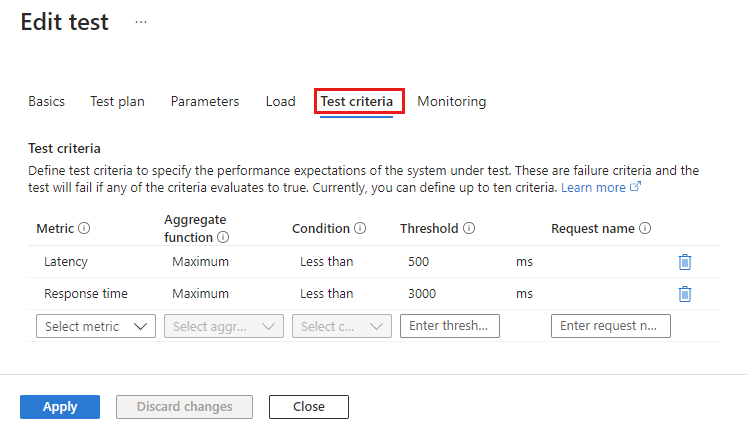 Edit test ...
Basics Test plan Parameters Load Test criteria Monitoring
Test criteria
Define test criteria to specify the performance expectations of the system under test. These are failure criteria and the
test will fail if any of the criteria evaluates to true. Currently, you can define up to ten criteria. Learn more
Metric Aggregate function Condition Threshold Request name
Latency Maximum Less than 500 ms
Response time Maximum Less than 3000 ms
Select metric Select aggr... Select c... Enter thresh... Enter request n...
Apply Discard changes Close